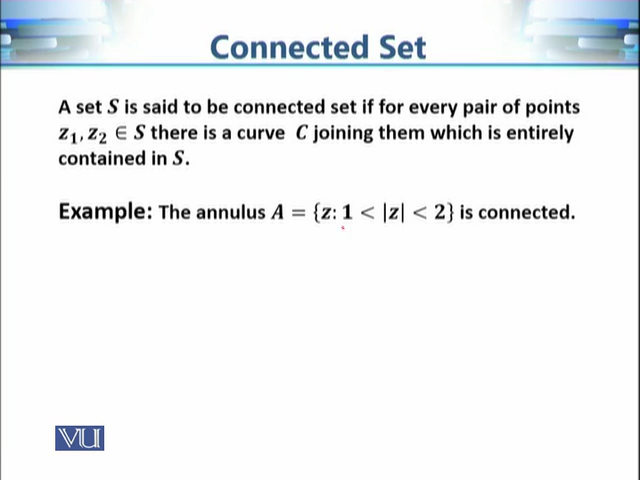 Connected Set
A set S is said to be connected set if for every pair of points
z₁, z₂ ∈ S there is a curve C joining them which is entirely
contained in S.
Example: The annulus A = {z: 1 < |z| < 2} is connected.
VU